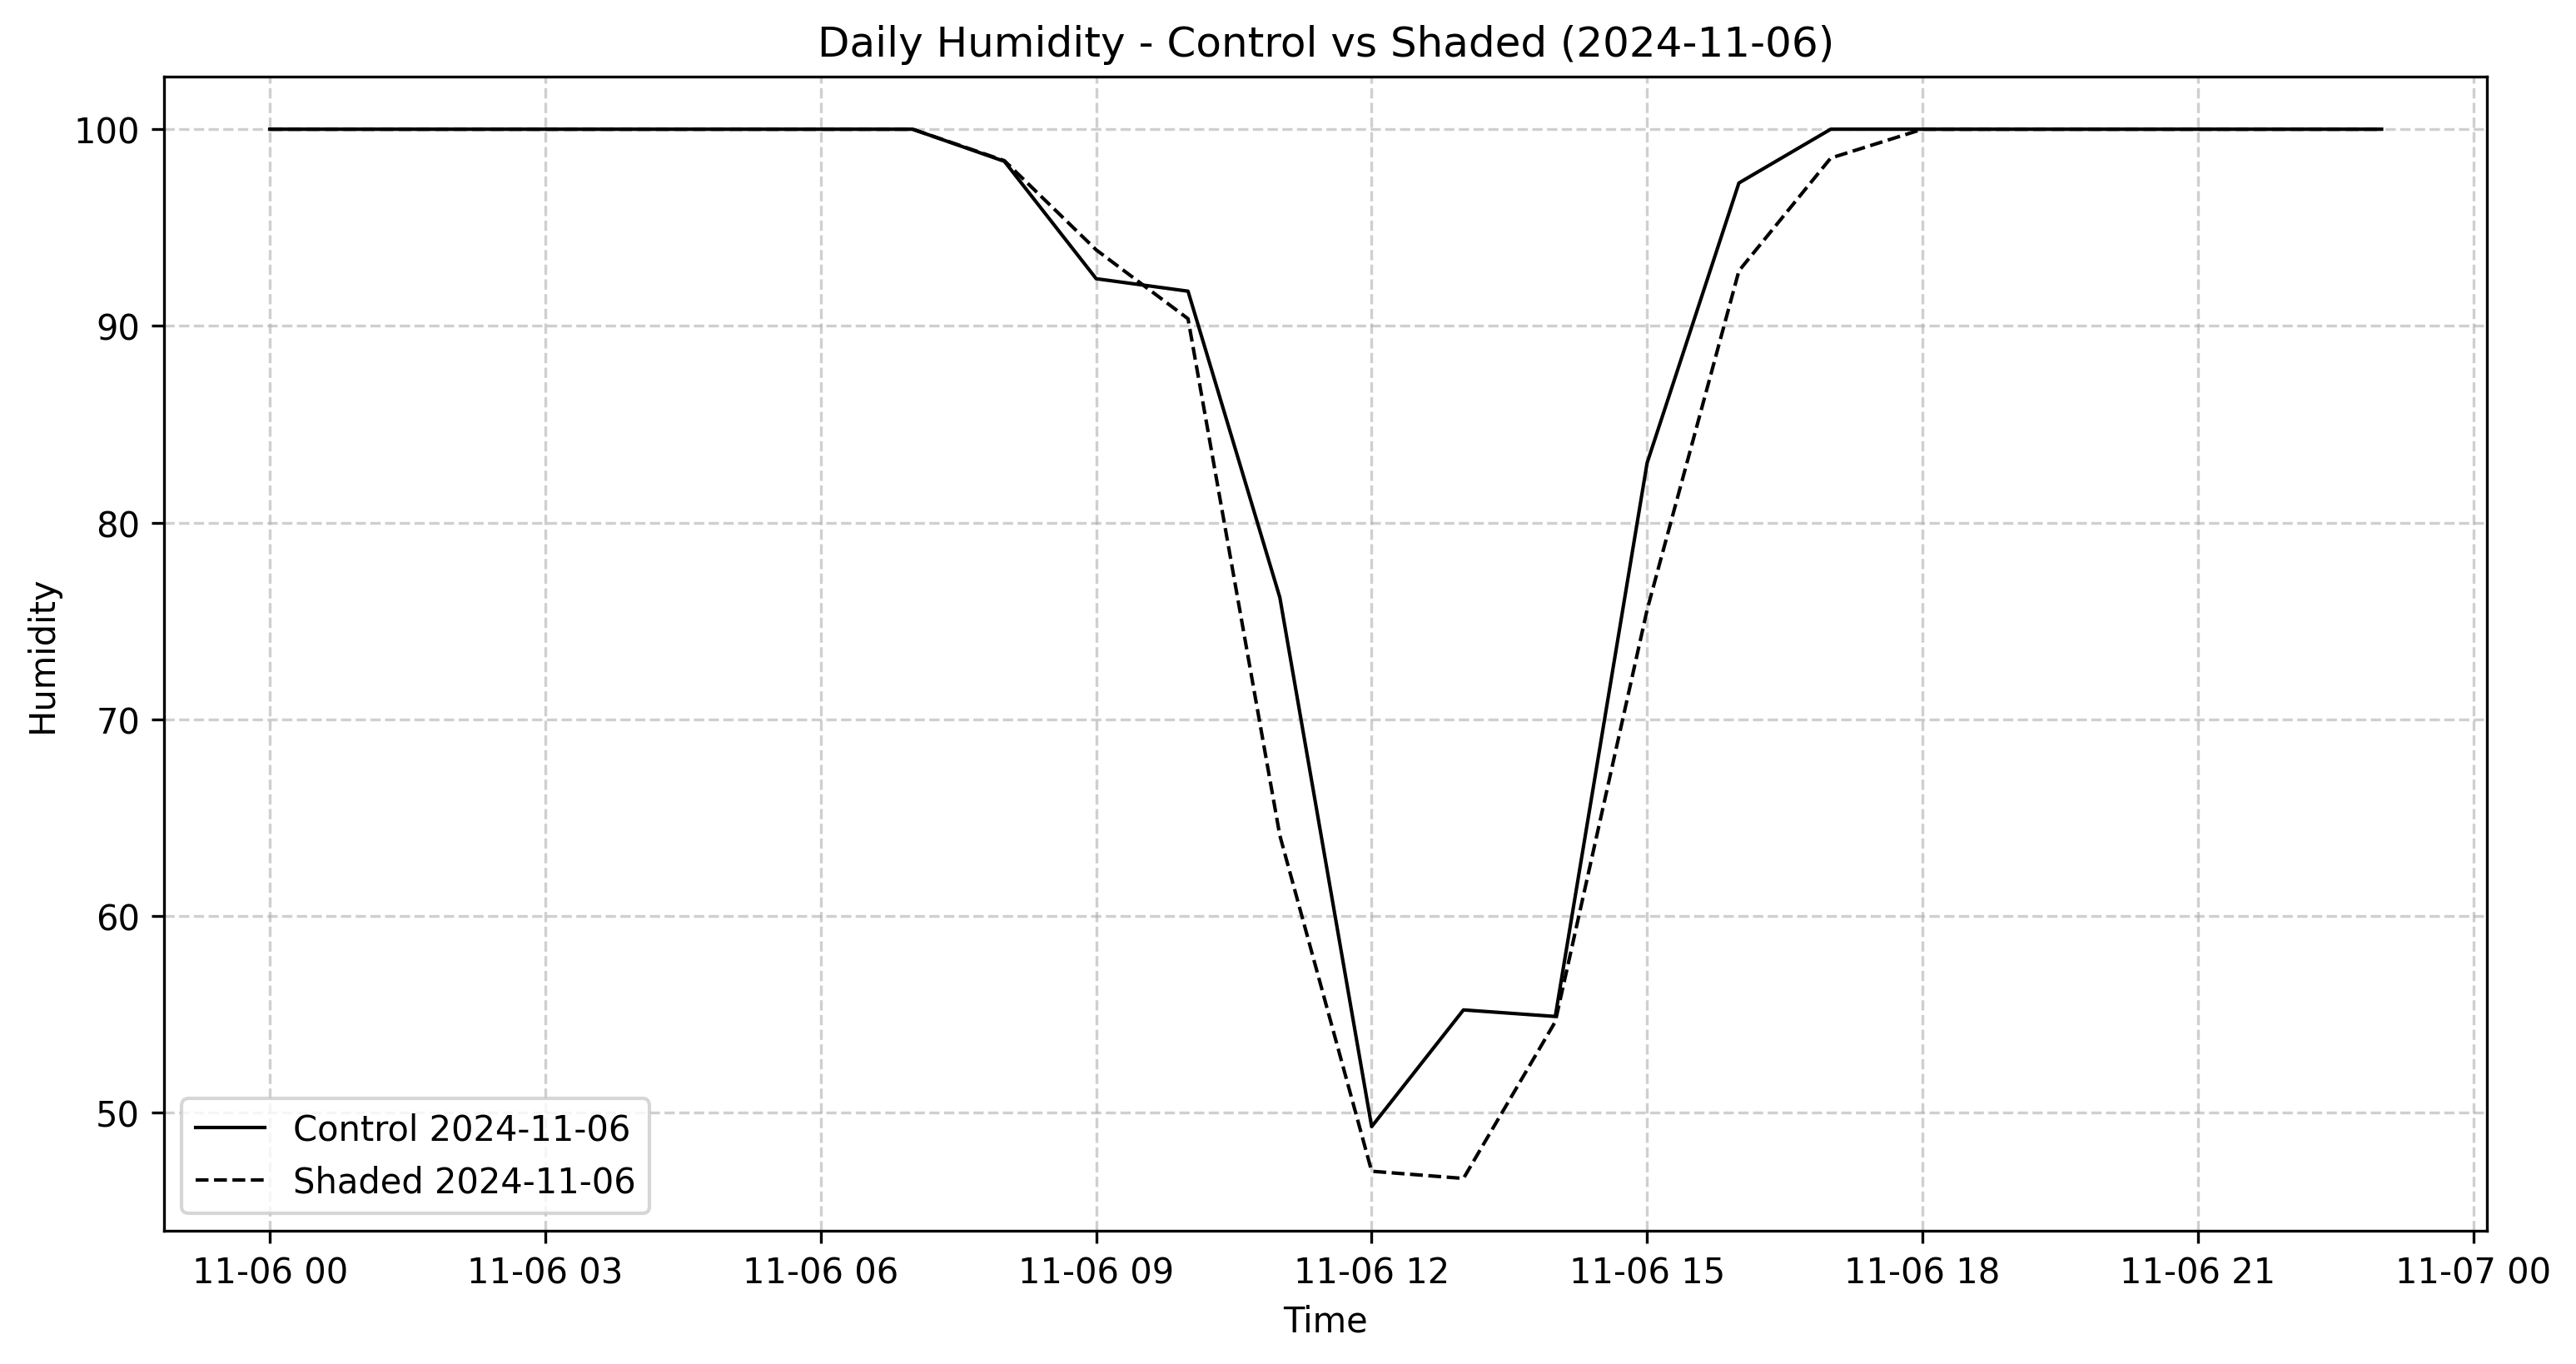 Daily Humidity - Control vs Shaded (2024-11-06)
100
90
80
70
60
50
Humidity
Control 2024-11-06
Shaded 2024-11-06
11-06 00 11-06 03 11-06 06 11-06 09 11-06 12 11-06 15 11-06 18 11-06 21 11-07 00
Time